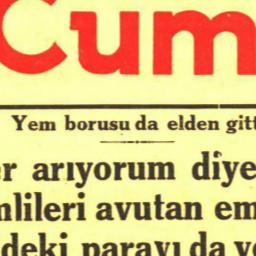 Cum
Yem borusu da elden gitt
er arıyorum diye
nlileri avutan em
deki parayı da ye